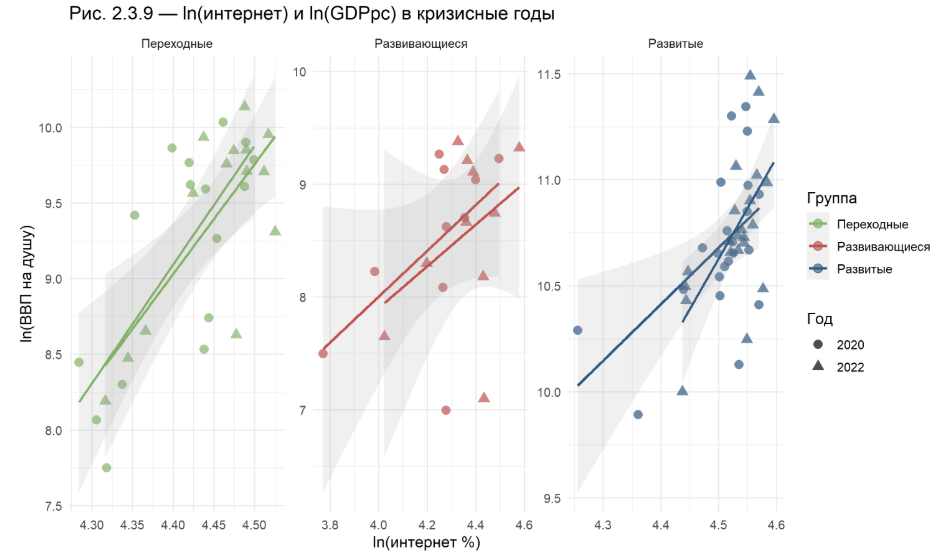 Рис. 2.3.9 — ln(интернет) и ln(GDPpc) в кризисные годы
Переходные
Развивающиеся
Развитые
ln(ВВП на душу)
10.0
9.5
9.0
8.5
8.0
7.5
10
9
8
7
11.5
11.0
10.5
10.0
9.5
4.30 4.35 4.40 4.45 4.50
3.8 4.0 4.2 4.4 4.6
4.3 4.4 4.5 4.6
ln(интернет %)
Группа
Переходные
Развивающиеся
Развитые
Год
2020
2022